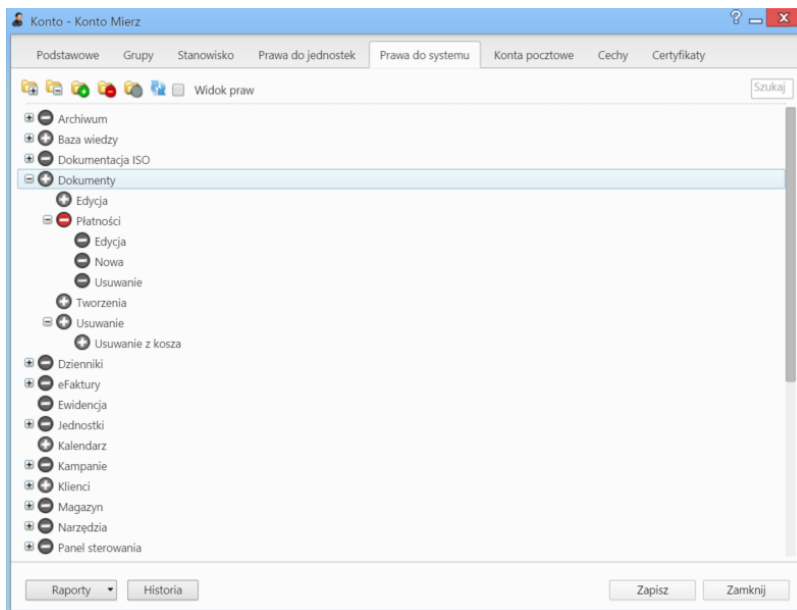 Konto - Konto Mierz
Podstawowe Grupy Stanowisko Prawa do jednostek Prawa do systemu Konta pocztowe Cechy Certyfikaty
Widok praw Szukaj
Archiwum
Baza wiedzy
Dokumentacja ISO
Dokumenty
Edycja
Płatności
Edycja
Nowa
Usuwanie
Tworzenia
Usuwanie
Usuwanie z kosza
Dzienniki
eFaktury
Ewidencja
Jednostki
Kalendarz
Kampanie
Klienci
Magazyn
Narzędzia
Panel sterowania
Raporty Historia Zapisz Zamknij